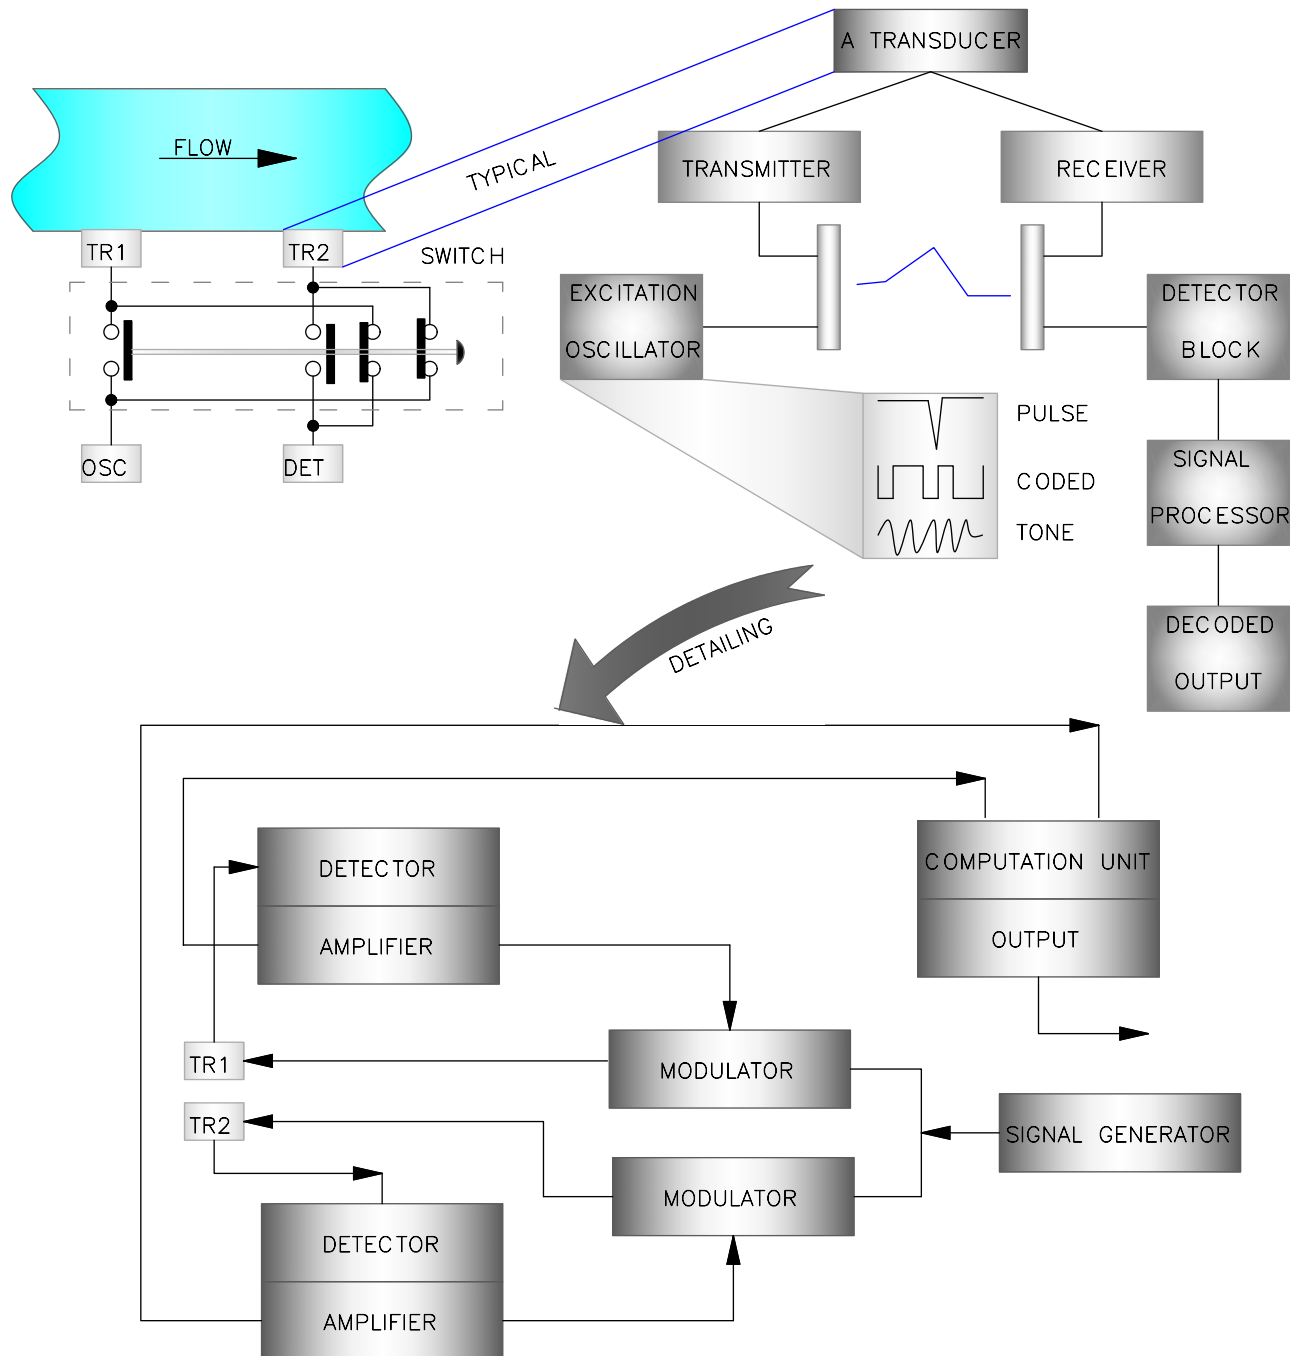 A TRANSDUCER
FLOW
TYPICAL
TRANSMITTER
RECEIVER
TR1
TR2
SWITCH
EXCITATION
OSCILLATOR
DETECTOR
BLOCK
PULSE
CODED
TONE
OSC
DET
SIGNAL
PROCESSOR
DECODED
OUTPUT
DETAILING
DETECTOR
AMPLIFIER
COMPUTATION UNIT
OUTPUT
TR1
MODULATOR
TR2
SIGNAL GENERATOR
MODULATOR
DETECTOR
AMPLIFIER